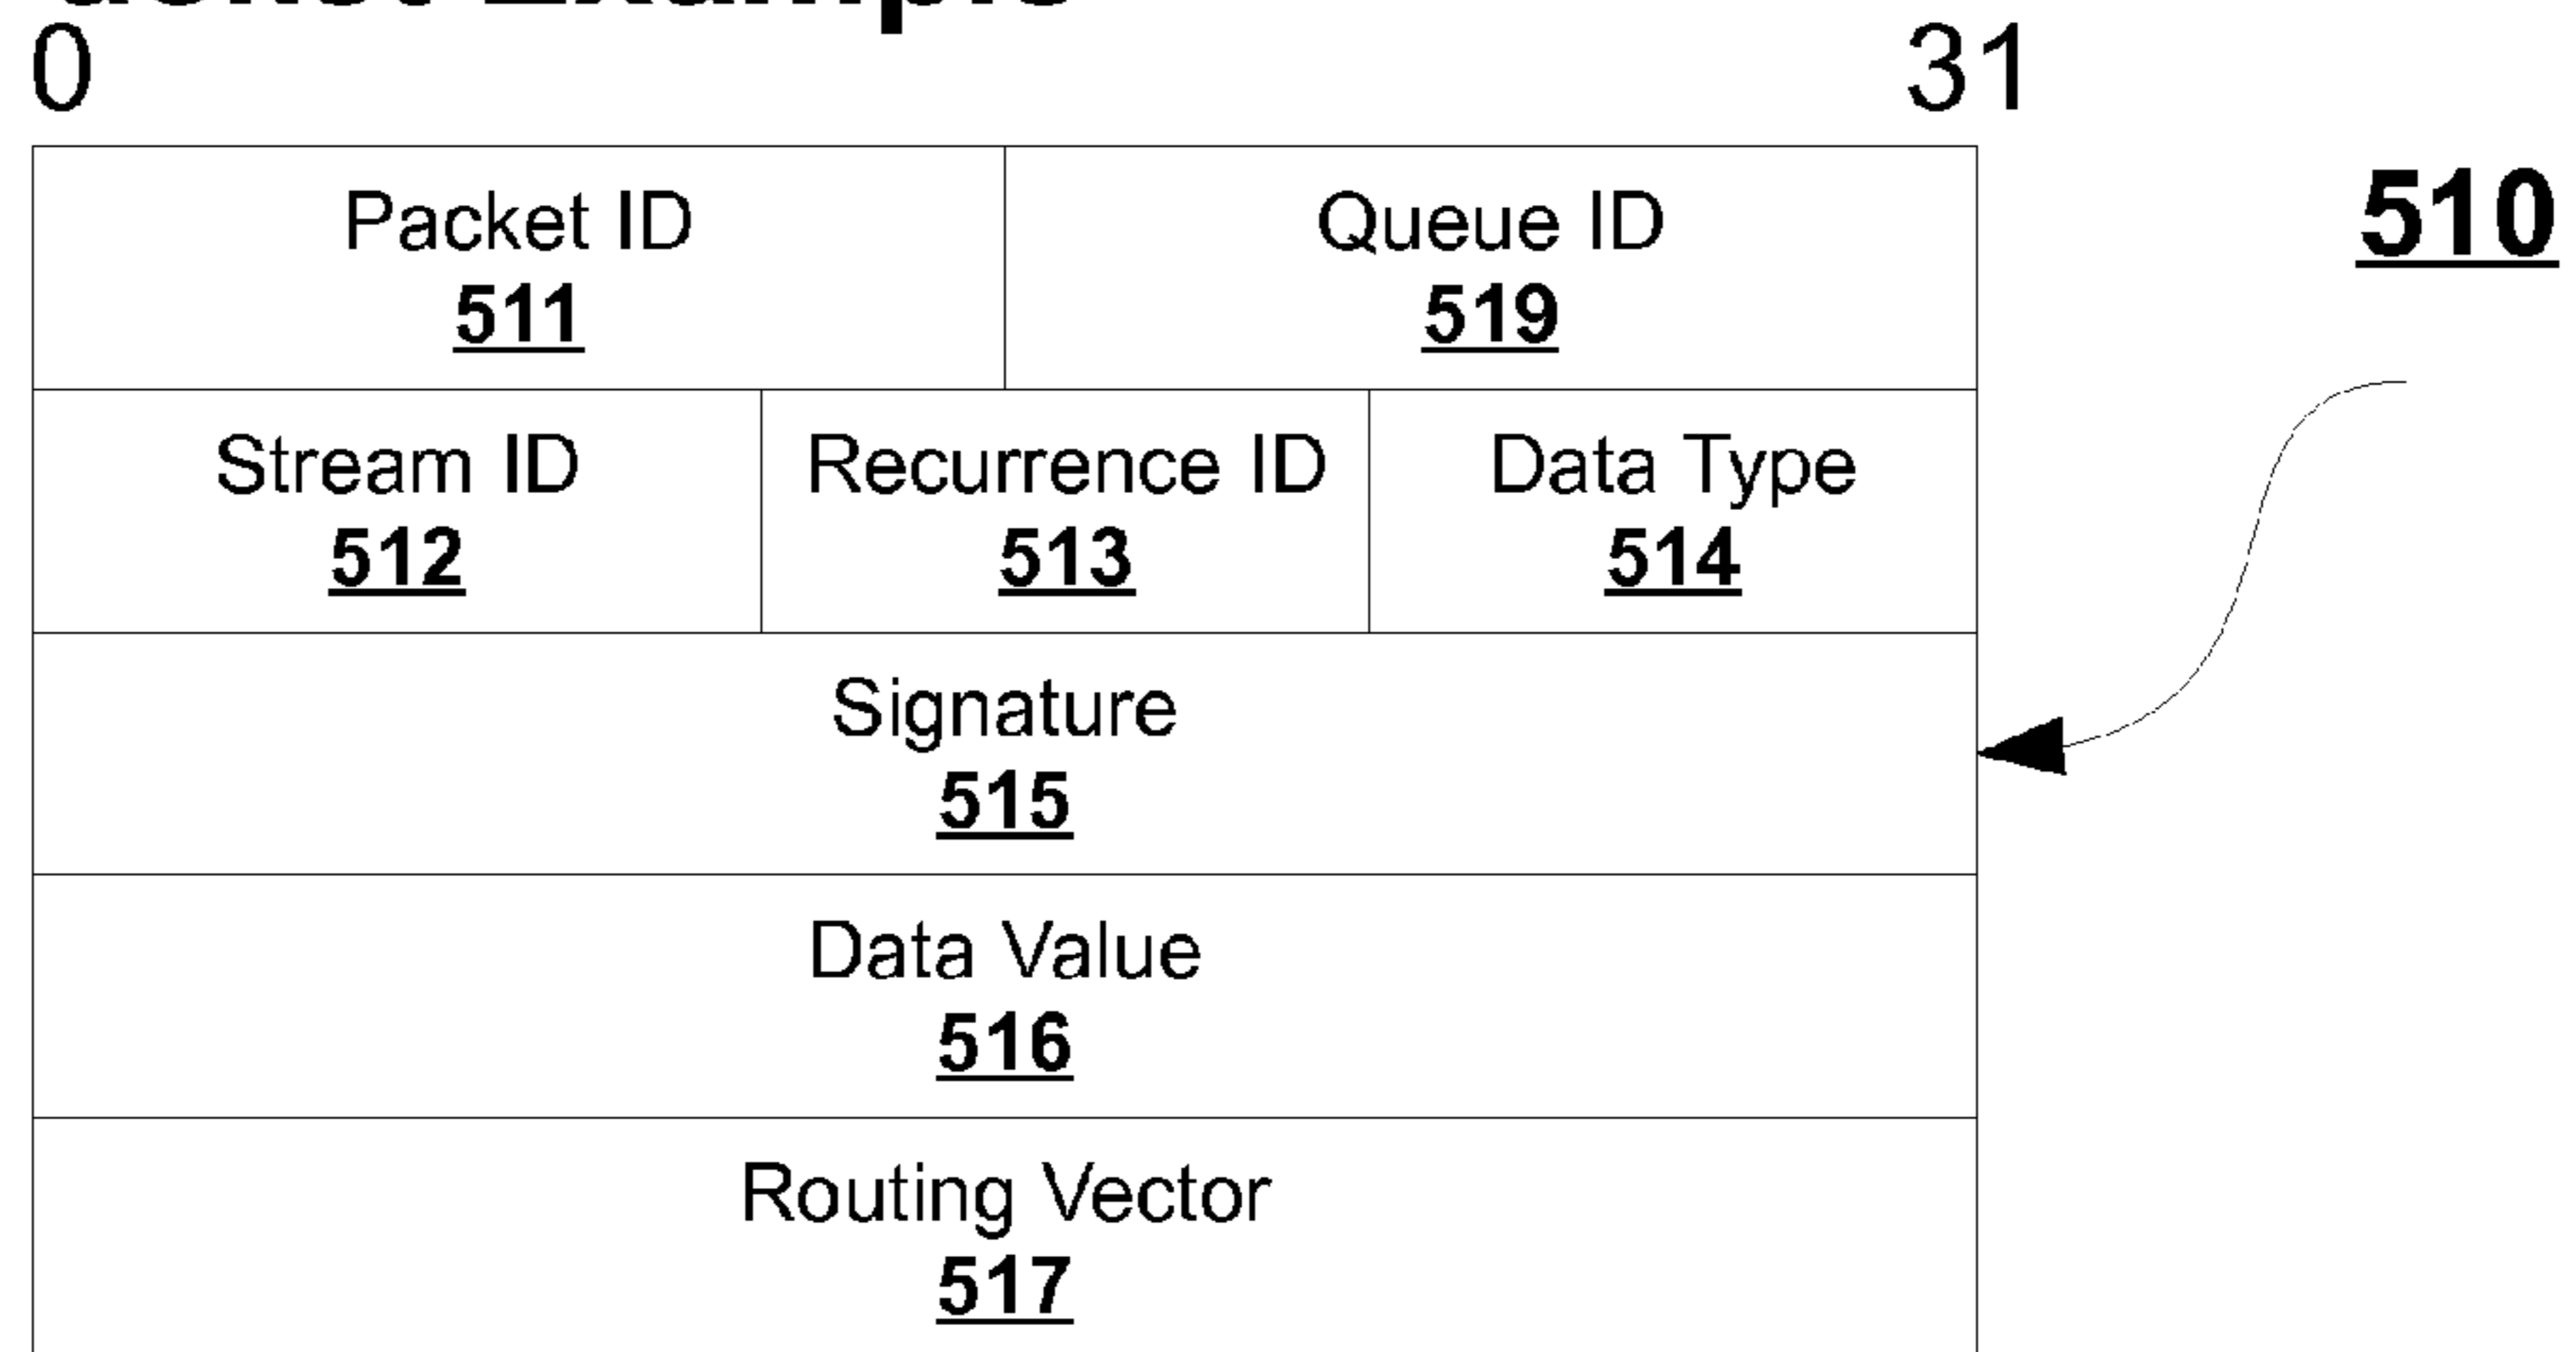 0 31
510
Packet ID Queue ID
511 519
Stream ID Recurrence ID Data Type
512 513 514
Signature
515
Data Value
516
Routing Vector
517